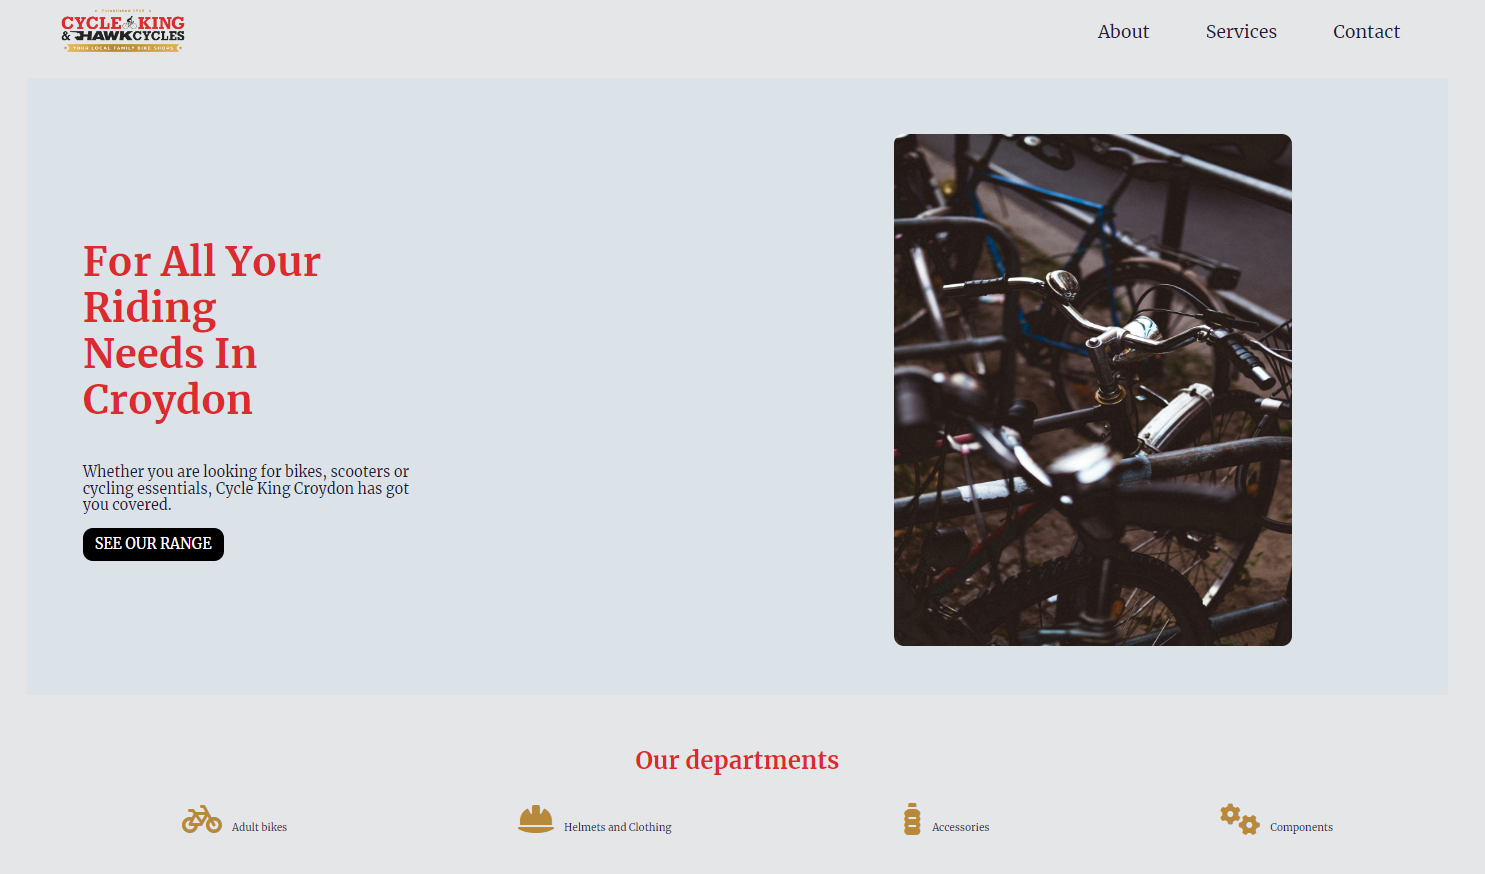 Established 1968
CYCLE KING
& HAWK CYCLES
YOUR LOCAL FAMILY BIKE SHOPS
About
Services
Contact
For All Your
Riding
Needs In
Croydon
Whether you are looking for bikes, scooters or
cycling essentials, Cycle King Croydon has got
you covered.
SEE OUR RANGE
Our departments
Adult bikes
Helmets and Clothing
Accessories
Components